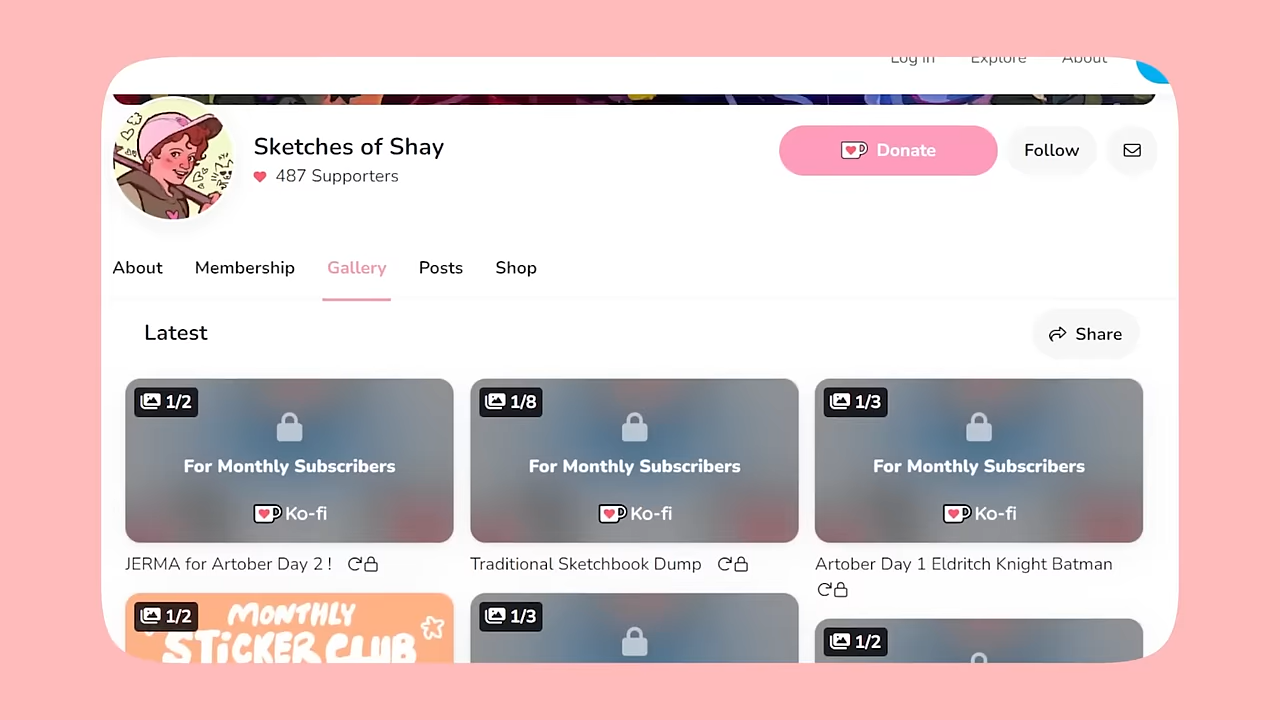 Log in Explore About
Sketches of Shay
487 Supporters
Donate
Follow
About Membership Gallery Posts Shop
Latest
Share
1/2
For Monthly Subscribers
Ko-fi
JERMA for Artober Day 2 !
1/8
For Monthly Subscribers
Ko-fi
Traditional Sketchbook Dump
1/3
For Monthly Subscribers
Ko-fi
Artober Day 1 Eldritch Knight Batman
1/2
MONTHLY
STiCKER CLUB
1/3
1/2